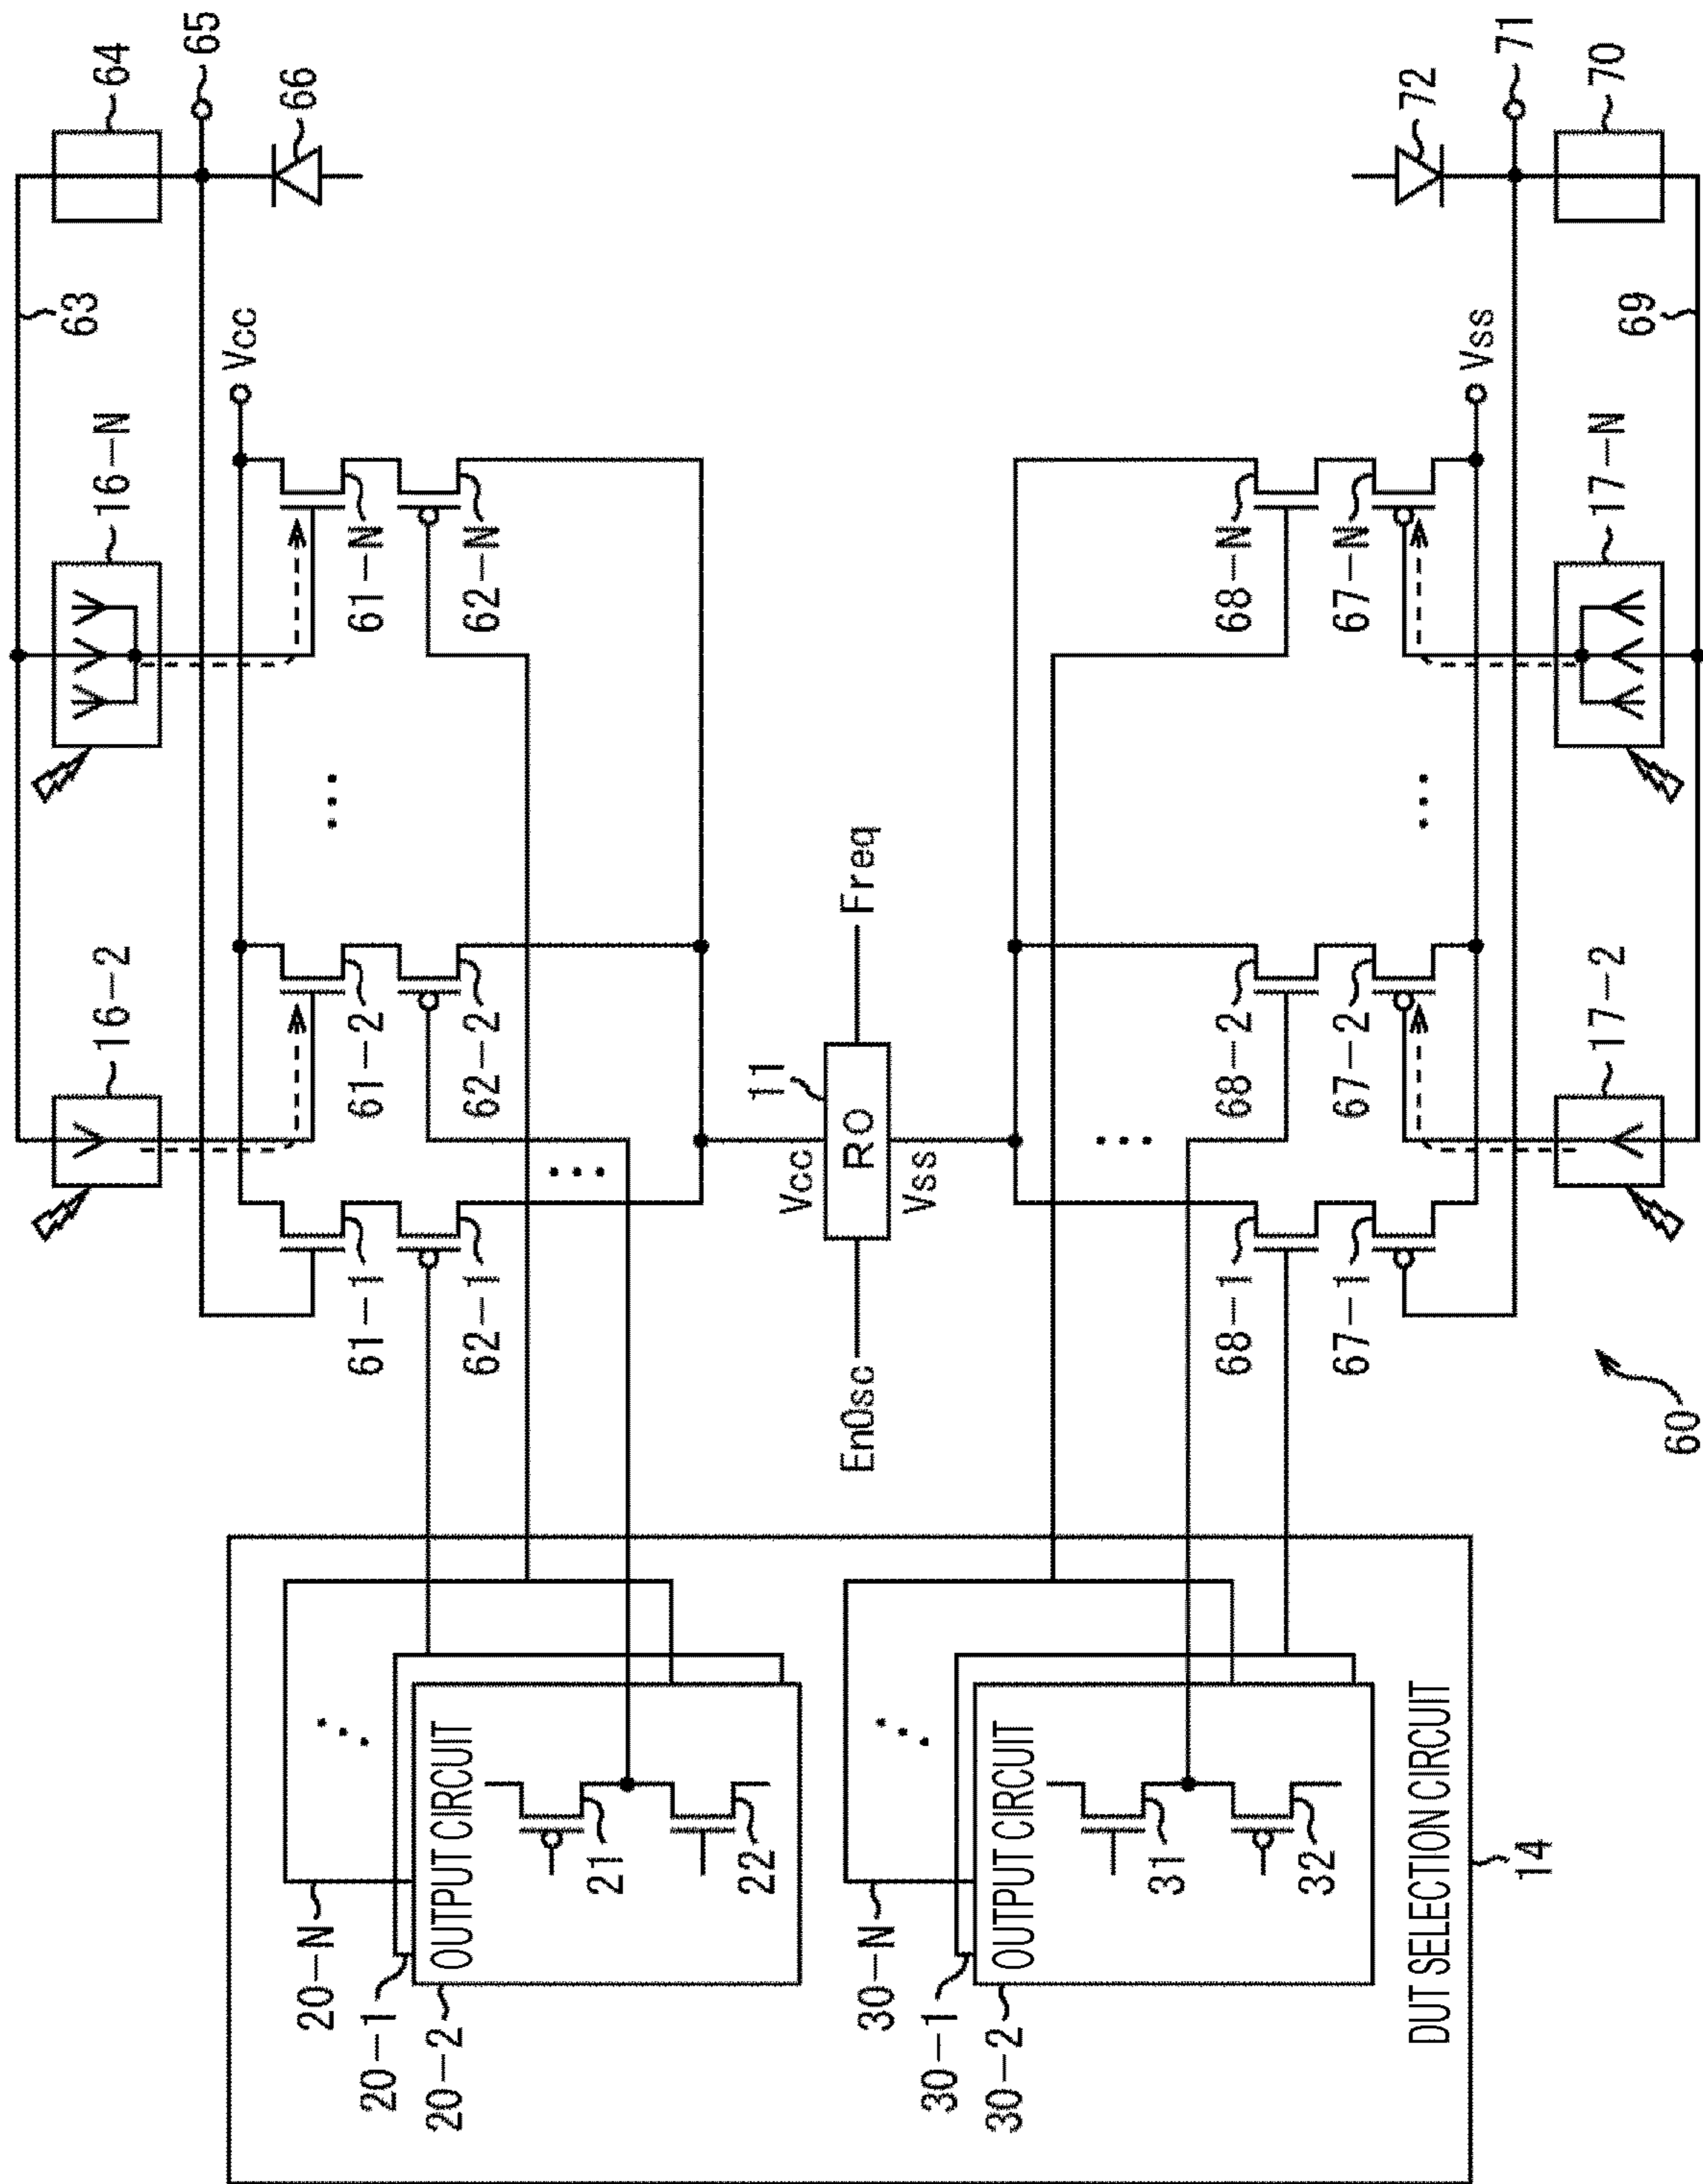 63
64
65
66
16-2
16-N
Vcc
61-1
61-2
61-N
62-1
62-2
62-N
EnOsc
Vcc
RO
Vss
11
Freq
68-1
68-2
68-N
67-1
67-2
67-N
Vss
17-2
17-N
69
70
71
72
60
20-N
20-1
20-2
OUTPUT CIRCUIT
21
22
30-N
30-1
30-2
OUTPUT CIRCUIT
31
32
DUT SELECTION CIRCUIT
14